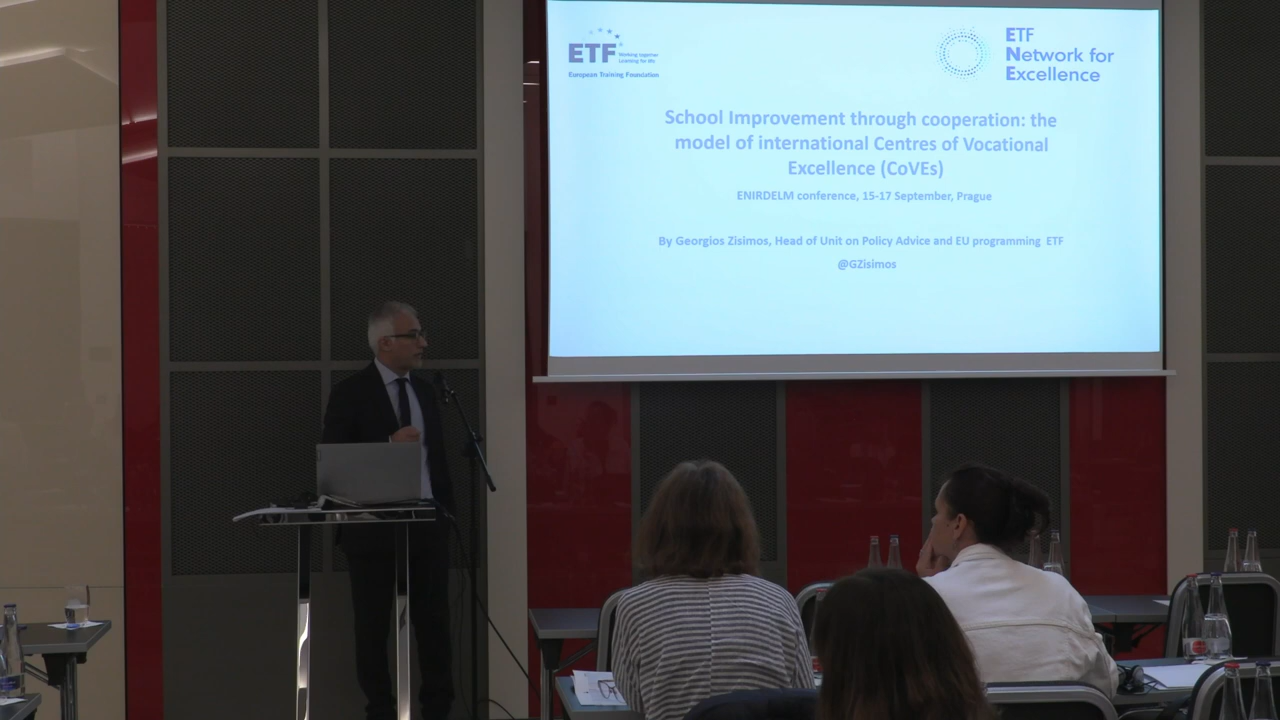 ETF
Working together
Learning for life
European Training Foundation
ETF
Network for
Excellence
School Improvement through cooperation: the
model of international Centres of Vocational
Excellence (CoVEs)
ENIRDELM conference, 15-17 September, Prague
By Georgios Zisimos, Head of Unit on Policy Advice and EU programming ETF
@GZisimos